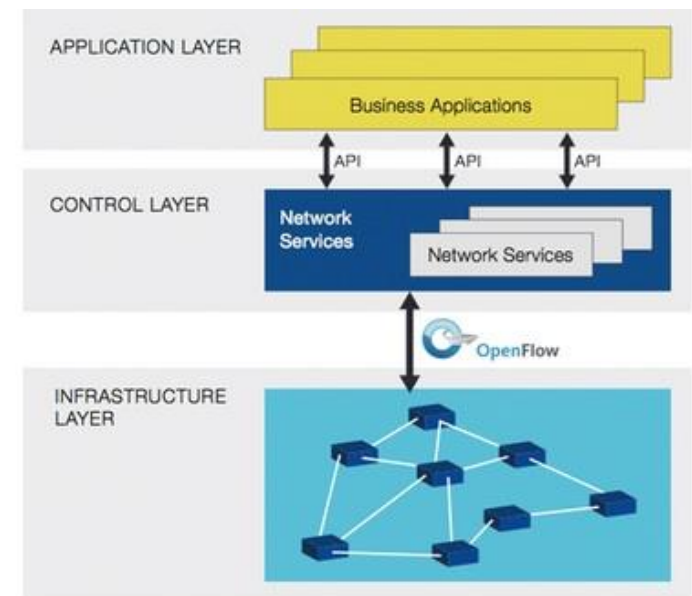 APPLICATION LAYER
Business Applications
API
API
API
CONTROL LAYER
Network
Services
Network Services
OpenFlow
INFRASTRUCTURE
LAYER